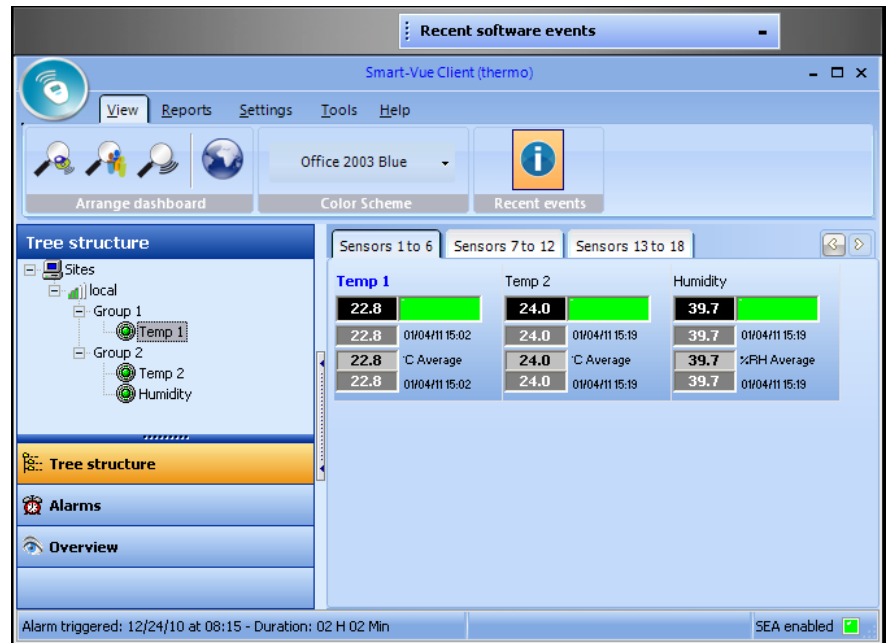 Recent software events
Smart-Vue Client (thermo)
View Reports Settings Tools Help
Office 2003 Blue
Arrange dashboard Color Scheme Recent events
Tree structure
Sites
local
Group 1
Temp 1
Group 2
Temp 2
Humidity
Tree structure
Alarms
Overview
Sensors 1 to 6 Sensors 7 to 12 Sensors 13 to 18
Temp 1 Temp 2 Humidity
22.8 24.0 39.7
22.8 01/04/11 15:02 24.0 01/04/11 15:19 39.7 01/04/11 15:19
22.8 °C Average 24.0 °C Average 39.7 %RH Average
22.8 01/04/11 15:02 24.0 01/04/11 15:19 39.7 01/04/11 15:19
Alarm triggered: 12/24/10 at 08:15 - Duration: 02 H 02 Min SEA enabled